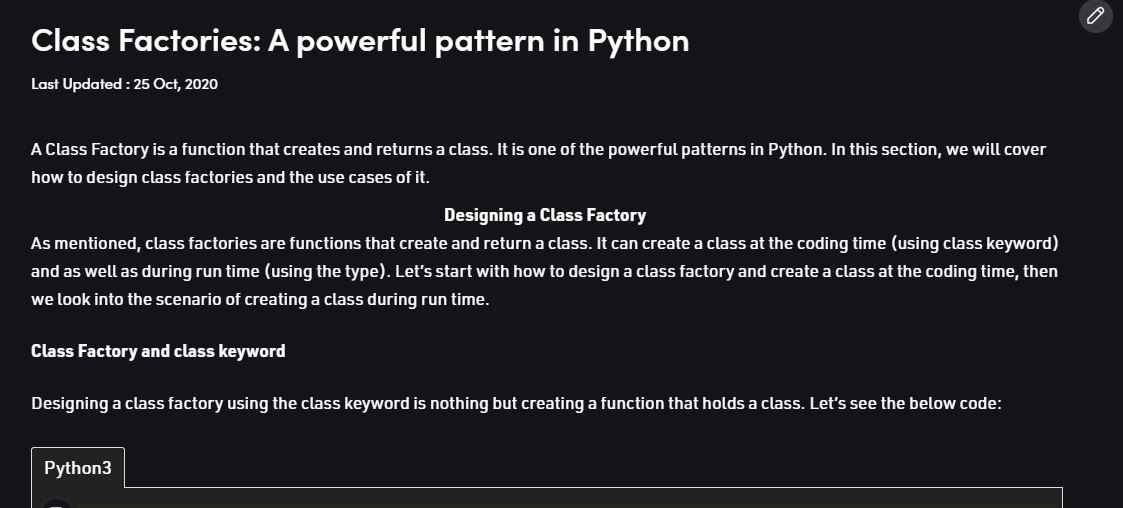 Class Factories: A powerful pattern in Python
Last Updated : 25 Oct, 2020
A Class Factory is a function that creates and returns a class. It is one of the powerful patterns in Python. In this section, we will cover
how to design class factories and the use cases of it.
Designing a Class Factory
As mentioned, class factories are functions that create and return a class. It can create a class at the coding time (using class keyword)
and as well as during run time (using the type). Let’s start with how to design a class factory and create a class at the coding time, then
we look into the scenario of creating a class during run time.
Class Factory and class keyword
Designing a class factory using the class keyword is nothing but creating a function that holds a class. Let’s see the below code:
Python3